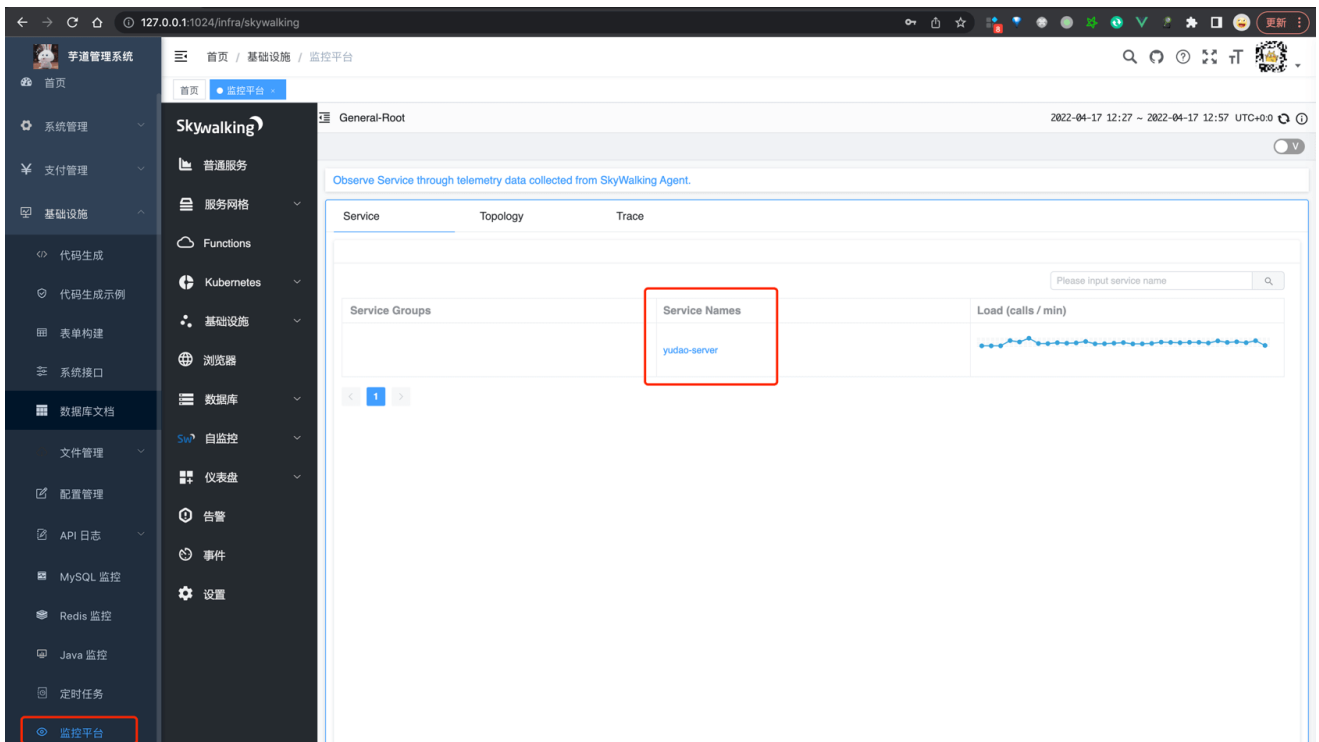 127.0.0.1:1024/infra/skywalking
8
更新
芋道管理系统
首页 / 基础设施 / 监控平台
首页
系统管理
支付管理
基础设施
代码生成
代码生成示例
表单构建
系统接口
数据库文档
文件管理
配置管理
API 日志
MySQL 监控
Redis 监控
Java 监控
定时任务
监控平台
首页
监控平台 ×
Skywalking
普通服务
服务网格
Functions
Kubernetes
基础设施
浏览器
数据库
Sw 自监控
仪表盘
告警
事件
设置
General-Root
2022-04-17 12:27 ~ 2022-04-17 12:57 UTC+0:0
V
Observe Service through telemetry data collected from SkyWalking Agent.
Service Topology Trace
Please input service name
Service Groups Service Names Load (calls / min)
yudao-server
1